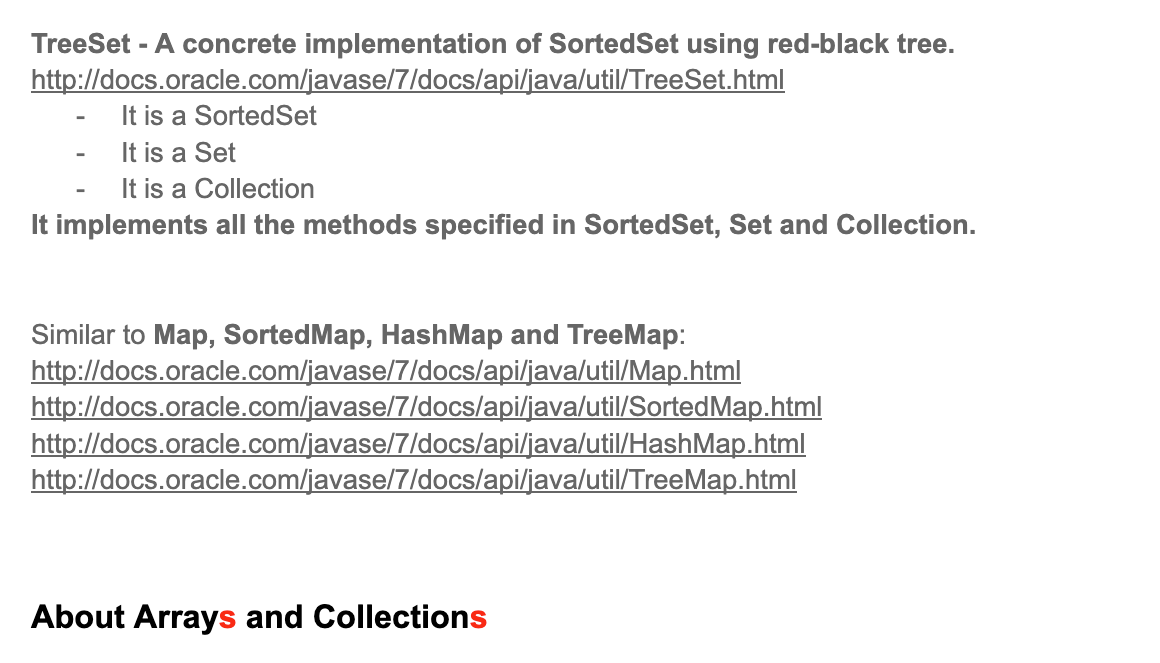 TreeSet - A concrete implementation of SortedSet using red-black tree.
http://docs.oracle.com/javase/7/docs/api/java/util/TreeSet.html
- It is a SortedSet
- It is a Set
- It is a Collection
It implements all the methods specified in SortedSet, Set and Collection.
Similar to Map, SortedMap, HashMap and TreeMap:
http://docs.oracle.com/javase/7/docs/api/java/util/Map.html
http://docs.oracle.com/javase/7/docs/api/java/util/SortedMap.html
http://docs.oracle.com/javase/7/docs/api/java/util/HashMap.html
http://docs.oracle.com/javase/7/docs/api/java/util/TreeMap.html
About Arrays and Collections